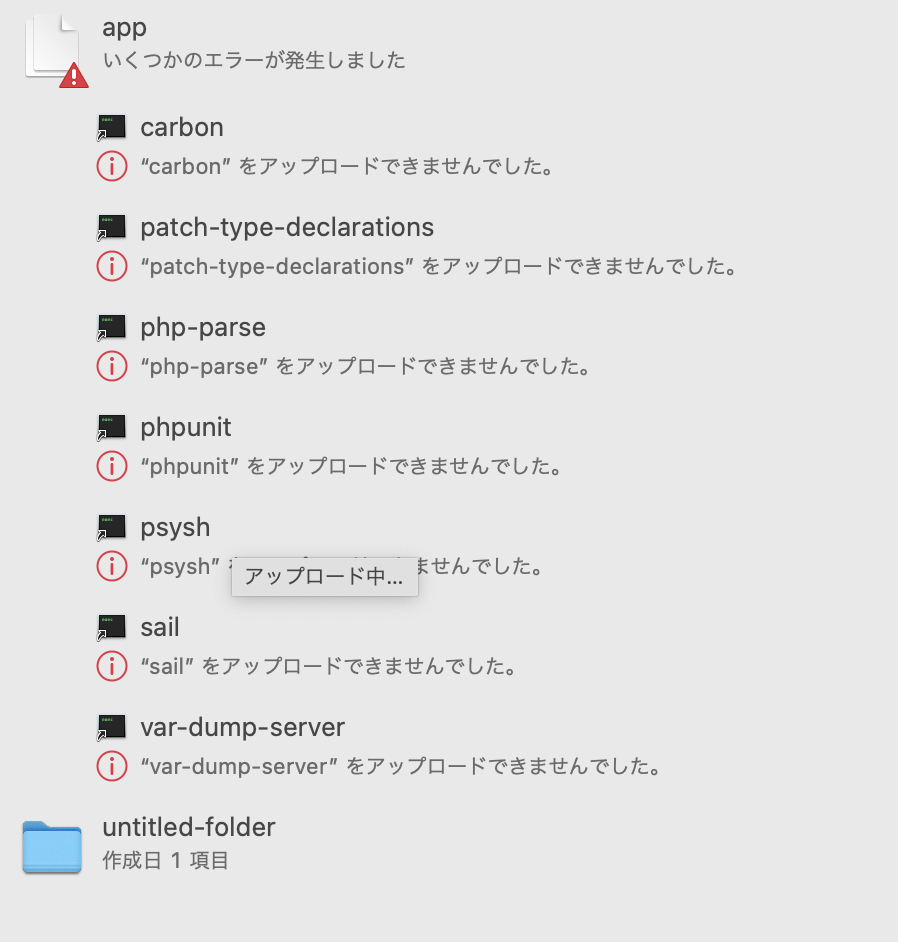 app
いくつかのエラーが発生しました
carbon
“carbon” をアップロードできませんでした。
patch-type-declarations
“patch-type-declarations” をアップロードできませんでした。
php-parse
“php-parse” をアップロードできませんでした。
phpunit
“phpunit” をアップロードできませんでした。
psysh
“psysh” ませんでした。
アップロード中...
sail
“sail” をアップロードできませんでした。
var-dump-server
“var-dump-server” をアップロードできませんでした。
untitled-folder
作成日 1 項目